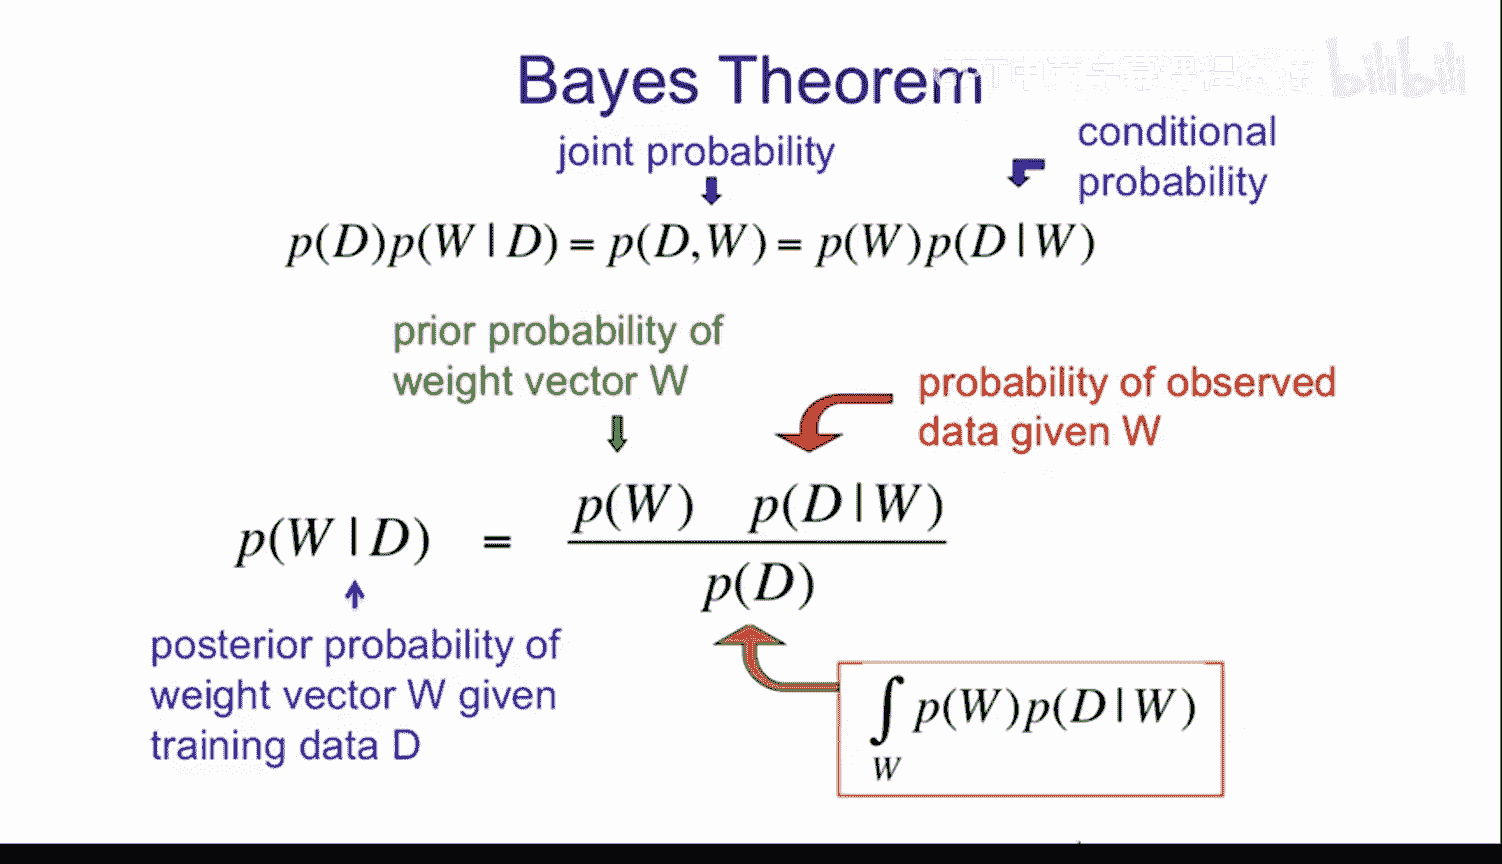 Bayes Theorem
bilibili
joint probability
conditional
probability
p(D)p(W | D) = p(D,W) = p(W)p(D | W)
prior probability of
weight vector W
probability of observed
data given W
p(W | D) = p(W) p(D | W)
p(D)
posterior probability of
weight vector W given
training data D
∫ p(W)p(D | W)
W